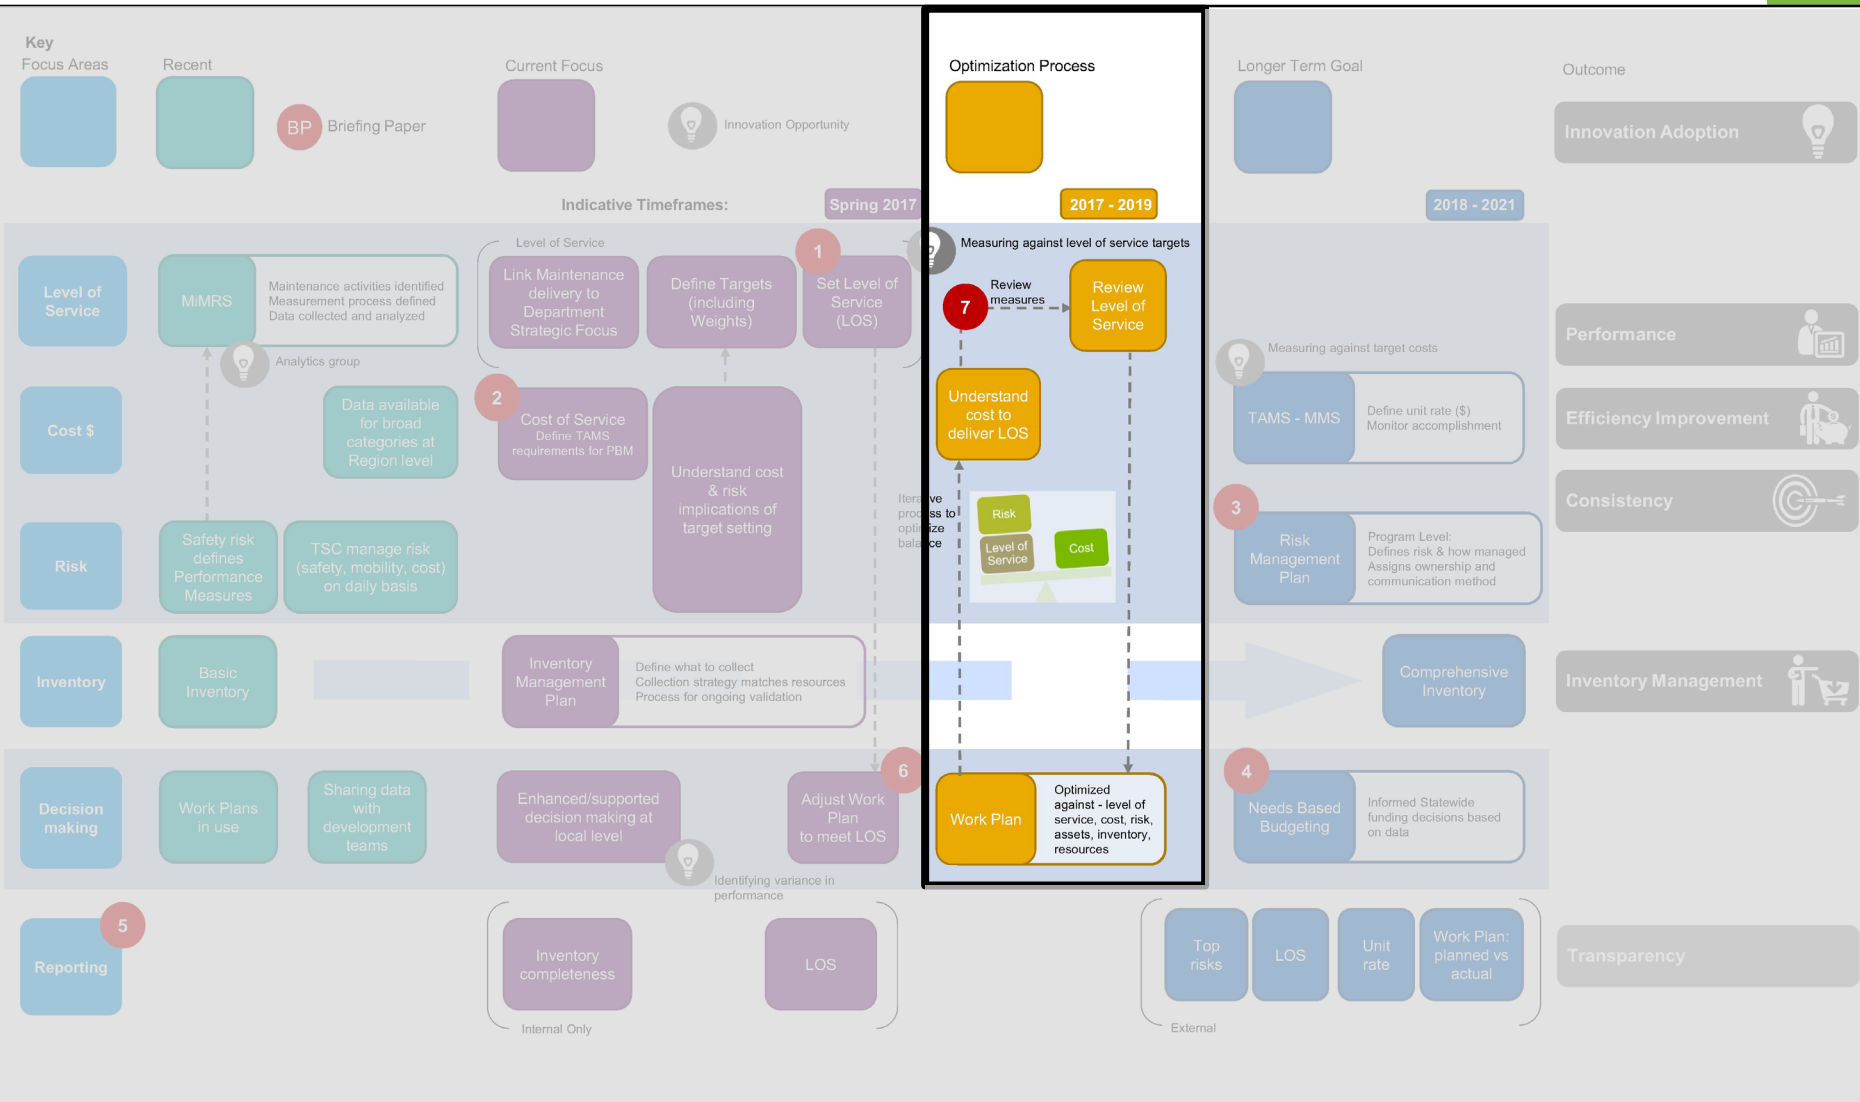 Key
Focus Areas
Recent
Current Focus
Optimization Process
Longer Term Goal
Outcome
BP
Briefing Paper
Innovation Opportunity
Innovation Adoption
Indicative Timeframes:
Spring 2017
2017 - 2019
2018 - 2021
Level of
Service
MiMRS
Maintenance activities identified
Measurement process defined
Data collected and analyzed
Analytics group
Level of Service
Link Maintenance
delivery to
Department
Strategic Focus
Define Targets
(including
Weights)
1
Set Level of
Service
(LOS)
Measuring against level of service targets
7
Review
measures
Review
Level of
Service
Measuring against target costs
Performance
Cost $
Data available
for broad
categories at
Region level
2
Cost of Service
Define TAMS
requirements for PBM
Understand cost
& risk
implications of
target setting
Understand
cost to
deliver LOS
TAMS - MMS
Define unit rate ($)
Monitor accomplishment
Efficiency Improvement
Iterative
process to
optimize
balance
Risk
Level of
Service
Cost
Consistency
Risk
Safety risk
defines
Performance
Measures
TSC manage risk
(safety, mobility, cost)
on daily basis
3
Risk
Management
Plan
Program Level:
Defines risk & how managed
Assigns ownership and
communication method
Inventory
Basic
Inventory
Inventory
Management
Plan
Define what to collect
Collection strategy matches resources
Process for ongoing validation
Comprehensive
Inventory
Inventory Management
Decision
making
Work Plans
in use
Sharing data
with
development
teams
Enhanced/supported
decision making at
local level
Identifying variance in
performance
6
Adjust Work
Plan
to meet LOS
Work Plan
Optimized
against - level of
service, cost, risk,
assets, inventory,
resources
4
Needs Based
Budgeting
Informed Statewide
funding decisions based
on data
5
Reporting
Inventory
completeness
LOS
Internal Only
Top
risks
LOS
Unit
rate
Work Plan:
planned vs
actual
External
Transparency